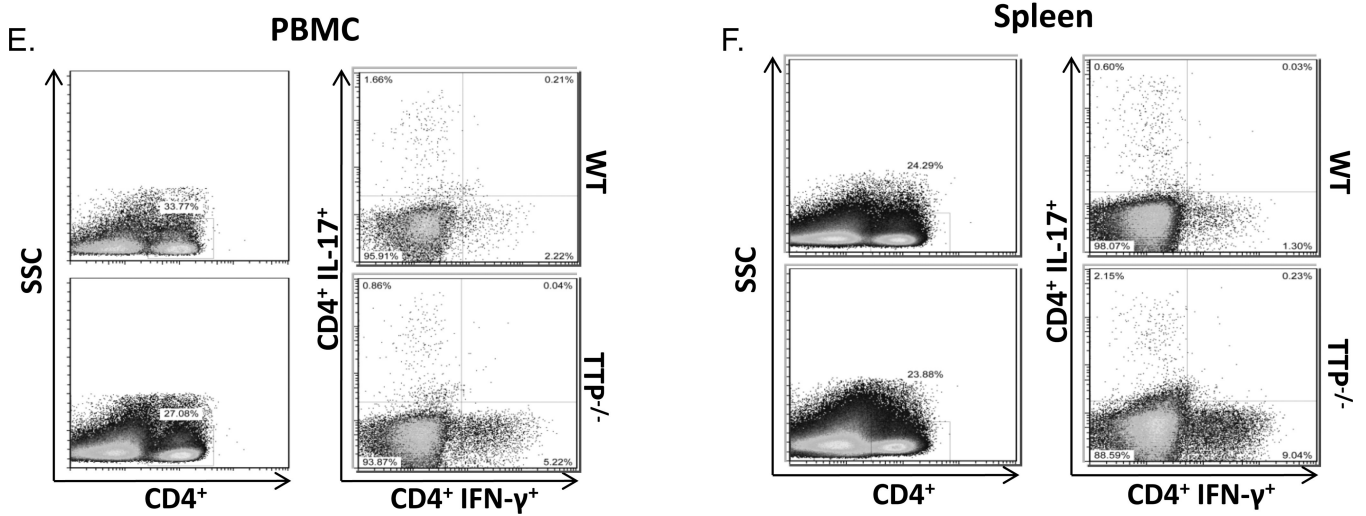 E.
PBMC
SSC
33.77%
27.08%
CD4⁺
CD4⁺ IL-17⁺
1.66%
0.21%
95.91%
2.22%
WT
0.86%
0.04%
93.87%
5.22%
TTP-/-
CD4⁺ IFN-γ⁺
F.
Spleen
SSC
24.29%
23.88%
CD4⁺
CD4⁺ IL-17⁺
0.60%
0.03%
98.07%
1.30%
WT
2.15%
0.23%
88.59%
9.04%
TTP-/-
CD4⁺ IFN-γ⁺